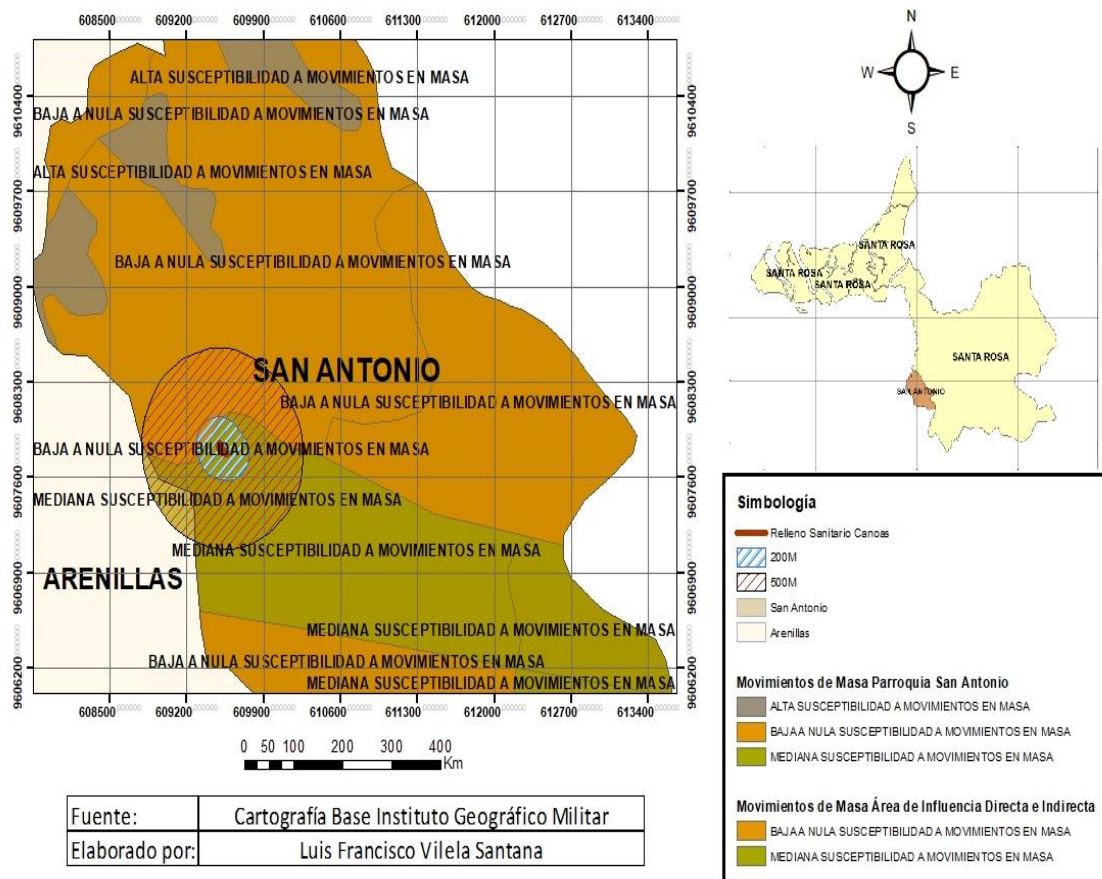 608500 609200 609900 610600 611300 612000 612700 613400
9610400
9609700
9609000
9608300
9607600
9606900
9606200
ALTA SUSCEPTIBILIDAD A MOVIMIENTOS EN MASA
BAJA A NULA SUSCEPTIBILIDAD A MOVIMIENTOS EN MASA
ALTA SUSCEPTIBILIDAD A MOVIMIENTOS EN MASA
BAJA A NULA SUSCEPTIBILIDAD A MOVIMIENTOS EN MASA
SAN ANTONIO
BAJA A NULA SUSCEPTIBILIDAD A MOVIMIENTOS EN MASA
BAJA A NULA SUSCEPTIBILIDAD A MOVIMIENTOS EN MASA
MEDIANA SUSCEPTIBILIDAD A MOVIMIENTOS EN MASA
MEDIANA SUSCEPTIBILIDAD A MOVIMIENTOS EN MASA
ARENILLAS
MEDIANA SUSCEPTIBILIDAD A MOVIMIENTOS EN MASA
BAJA A NULA SUSCEPTIBILIDAD A MOVIMIENTOS EN MASA
MEDIANA SUSCEPTIBILIDAD A MOVIMIENTOS EN MASA
9610400
9609700
9609000
9608300
9607600
9606900
9606200
608500 609200 609900 610600 611300 612000 612700 613400
0 50 100 200 300 400
Km
Fuente: Cartografía Base Instituto Geográfico Militar
Elaborado por: Luis Francisco Vilela Santana
N
W E
S
SANTA ROSA
SANTA ROSA
SANTA ROSA
SANTA ROSA
SAN ANTONIO
Simbología
Relleno Sanitario Canoas
200M
500M
San Antonio
Arenillas
Movimientos de Masa Parroquia San Antonio
ALTA SUSCEPTIBILIDAD A MOVIMIENTOS EN MASA
BAJA A NULA SUSCEPTIBILIDAD A MOVIMIENTOS EN MASA
MEDIANA SUSCEPTIBILIDAD A MOVIMIENTOS EN MASA
Movimientos de Masa Área de Influencia Directa e Indirecta
BAJA A NULA SUSCEPTIBILIDAD A MOVIMIENTOS EN MASA
MEDIANA SUSCEPTIBILIDAD A MOVIMIENTOS EN MASA